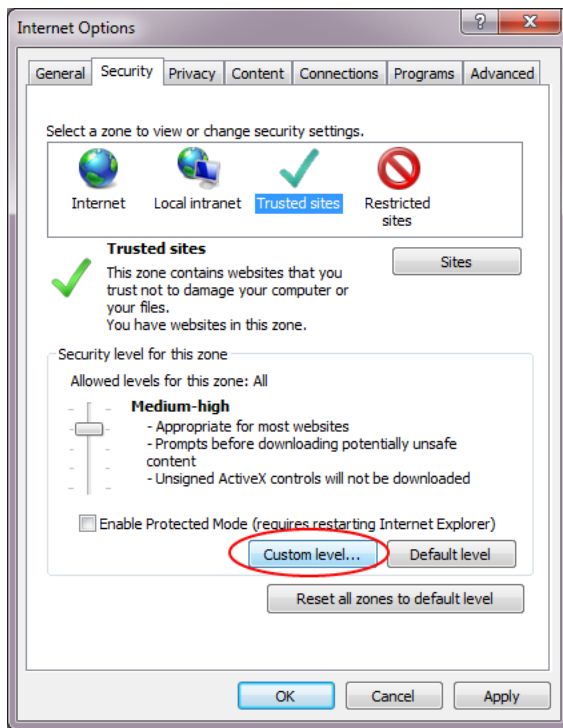 Internet Options
General Security Privacy Content Connections Programs Advanced
Select a zone to view or change security settings.
Internet Local intranet Trusted sites Restricted
sites
Trusted sites
Sites
This zone contains websites that you
trust not to damage your computer or
your files.
You have websites in this zone.
Security level for this zone
Allowed levels for this zone: All
Medium-high
- Appropriate for most websites
- Prompts before downloading potentially unsafe
content
- Unsigned ActiveX controls will not be downloaded
Enable Protected Mode (requires restarting Internet Explorer)
Custom level... Default level
Reset all zones to default level
OK Cancel Apply